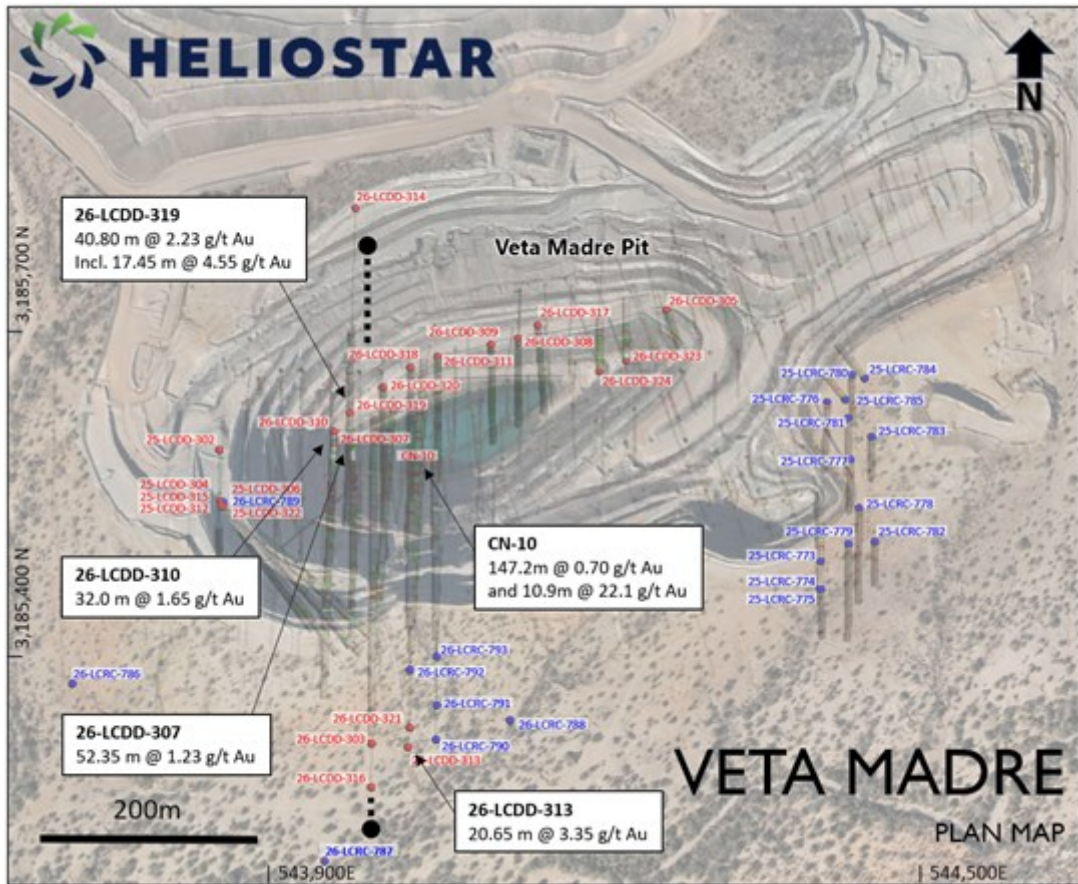 HELIOSTAR
N
26-LCDD-314
26-LCDD-319
40.80 m @ 2.23 g/t Au
Incl. 17.45 m @ 4.55 g/t Au
Veta Madre Pit
3,185,700 N
26-LCDD-305
26-LCDD-317
26-LCDD-309
26-LCDD-308
26-LCDD-318
26-LCDD-311
26-LCDD-323
26-LCDD-324
26-LCDD-320
26-LCDD-319
26-LCDD-310
26-LCDD-307
CN-10
25-LCRC-780
25-LCRC-784
25-LCRC-776
25-LCRC-785
25-LCRC-781
25-LCRC-783
25-LCRC-777
25-LCDD-302
25-LCDD-304
25-LCDD-306
25-LCDD-315
26-LCRC-789
25-LCDD-312
25-LCDD-322
25-LCRC-778
25-LCRC-779
25-LCRC-782
25-LCRC-773
25-LCRC-774
25-LCRC-775
CN-10
147.2m @ 0.70 g/t Au
and 10.9m @ 22.1 g/t Au
26-LCDD-310
32.0 m @ 1.65 g/t Au
3,185,400 N
26-LCRC-793
26-LCRC-792
26-LCRC-786
26-LCRC-791
26-LCRC-788
26-LCDD-321
26-LCDD-303
26-LCRC-790
-LCDD-313
26-LCDD-316
26-LCDD-307
52.35 m @ 1.23 g/t Au
26-LCDD-313
20.65 m @ 3.35 g/t Au
VETA MADRE
PLAN MAP
200m
26-LCRC-787
543,900E
544,500E